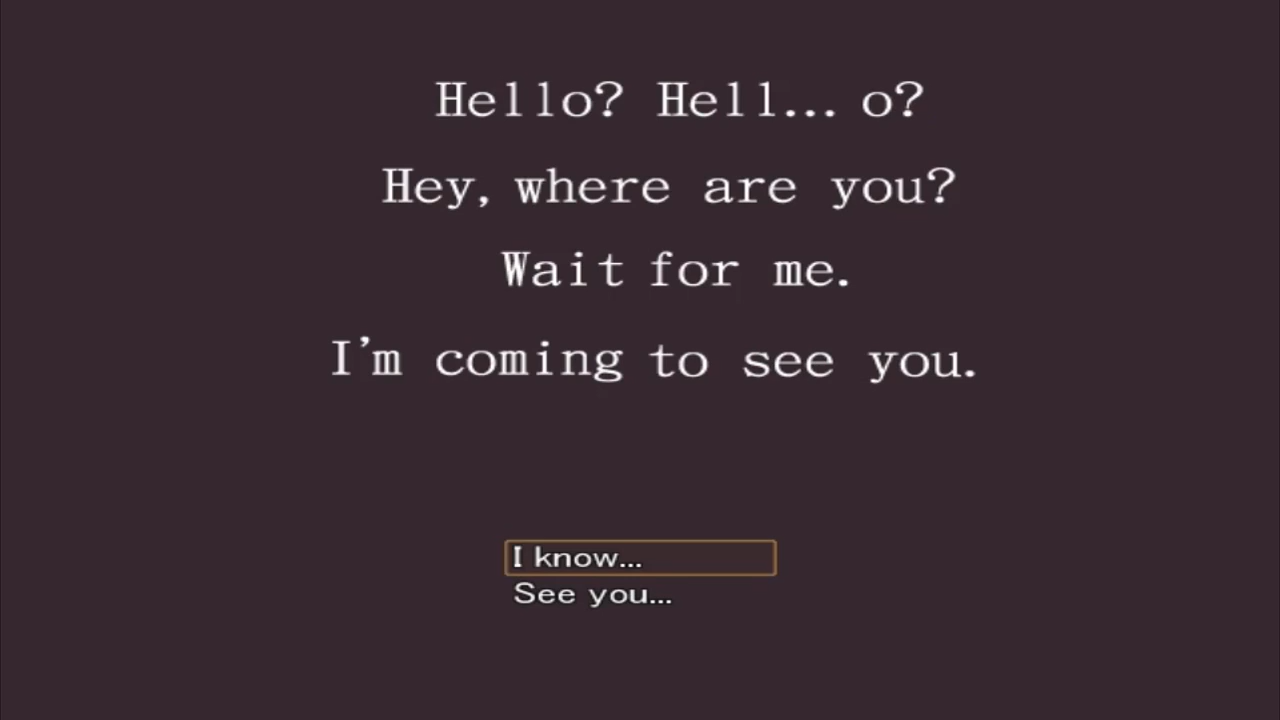 Hello? Hell... o?
Hey, where are you?
Wait for me.
I'm coming to see you.
I know...
See you...